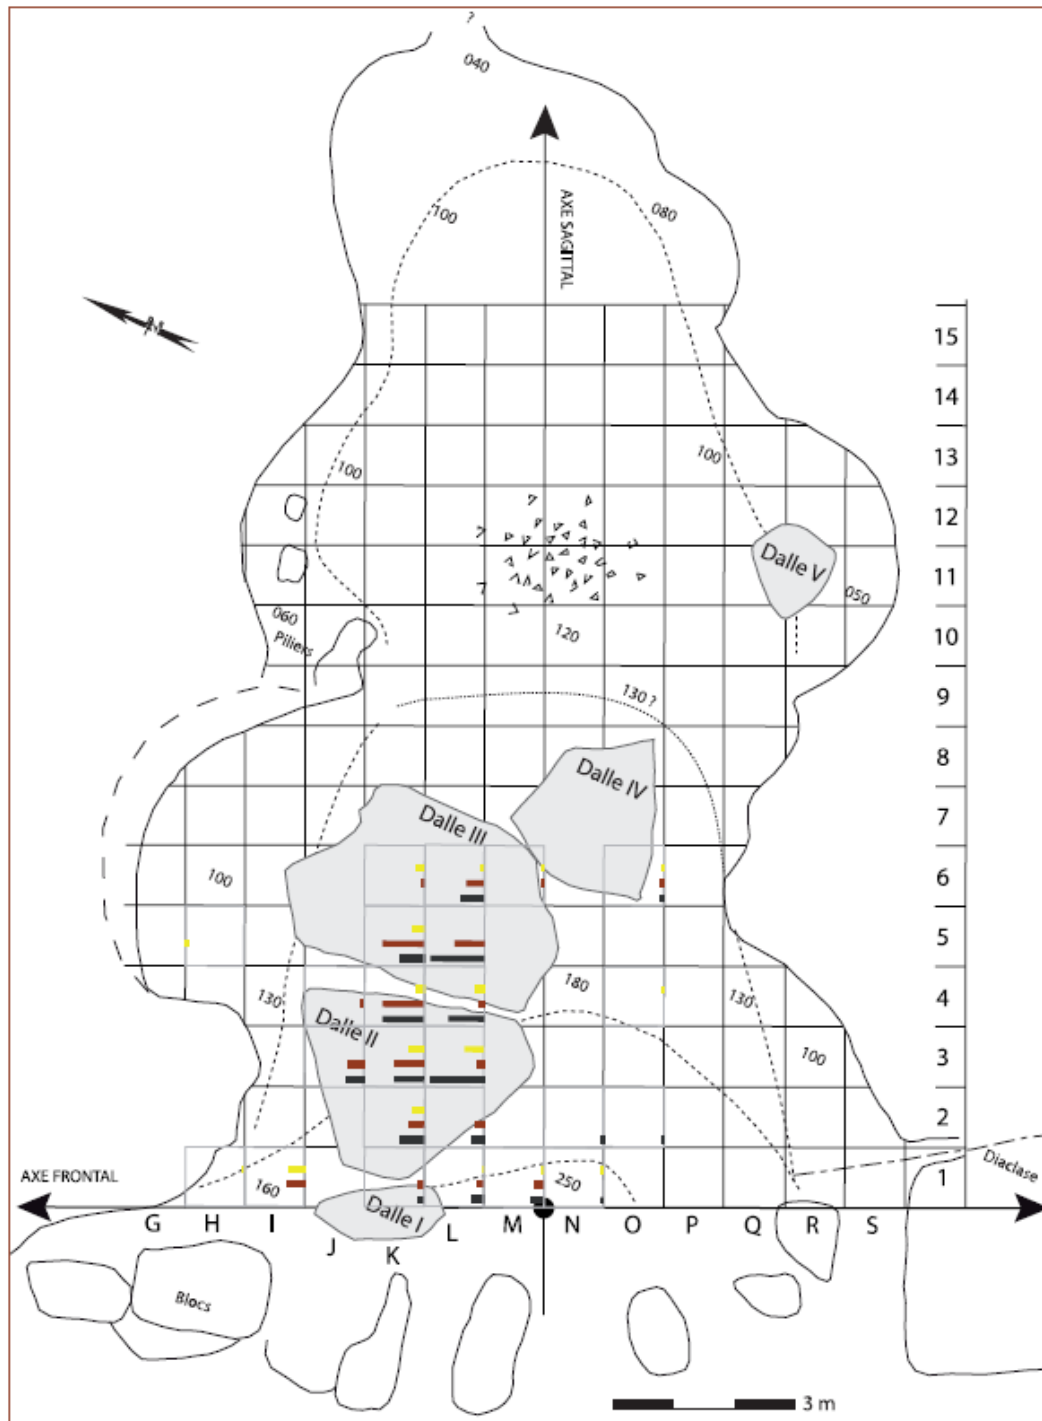 ?
040
AXE SAGITTAL
100
080
N
15
14
100
100
13
12
Dalle V
11
050
060
Piliers
120
10
130 ?
9
Dalle IV
8
Dalle III
7
100
6
5
130
180
130
4
Dalle II
100
3
2
Diaclase
AXE FRONTAL
160
250
1
Dalle I
G
H
I
J
K
L
M
N
O
P
Q
R
S
Blocs
3 m